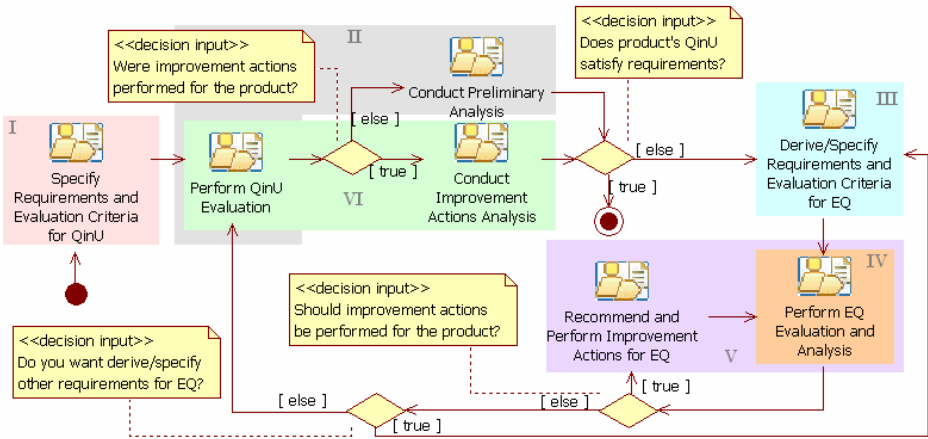 <<decision input>>
Were improvement actions
performed for the product?
II
<<decision input>>
Does product's QinU
satisfy requirements?
Conduct Preliminary
Analysis
[ else ]
I
Specify
Requirements and
Evaluation Criteria
for QinU
Perform QinU
Evaluation
[ true ]
VI
Conduct
Improvement
Actions Analysis
[ else ]
[ true ]
III
Derive/Specify
Requirements and
Evaluation Criteria
for EQ
<<decision input>>
Should improvement actions
be performed for the product?
Recommend and
Perform Improvement
Actions for EQ
V
IV
Perform EQ
Evaluation and
Analysis
<<decision input>>
Do you want derive/specify
other requirements for EQ?
[ else ]
[ true ]
[ else ]
[ true ]